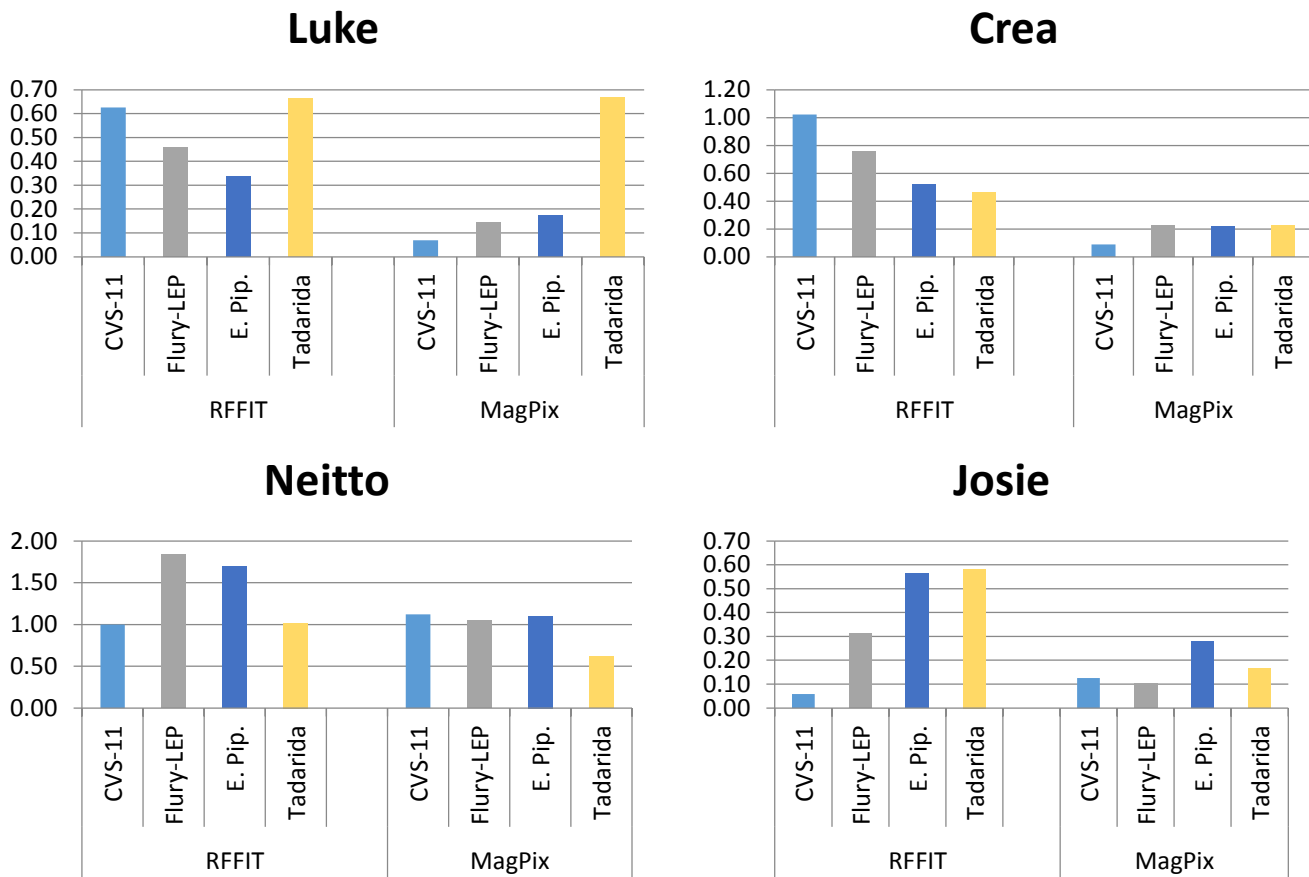 Luke
0.70
0.60
0.50
0.40
0.30
0.20
0.10
0.00
CVS-11
Flury-LEP
E. Pip.
Tadarida
CVS-11
Flury-LEP
E. Pip.
Tadarida
RFFIT
MagPix
Crea
1.20
1.00
0.80
0.60
0.40
0.20
0.00
CVS-11
Flury-LEP
E. Pip.
Tadarida
CVS-11
Flury-LEP
E. Pip.
Tadarida
RFFIT
MagPix
Neitto
2.00
1.50
1.00
0.50
0.00
CVS-11
Flury-LEP
E. Pip.
Tadarida
CVS-11
Flury-LEP
E. Pip.
Tadarida
RFFIT
MagPix
Josie
0.70
0.60
0.50
0.40
0.30
0.20
0.10
0.00
CVS-11
Flury-LEP
E. Pip.
Tadarida
CVS-11
Flury-LEP
E. Pip.
Tadarida
RFFIT
MagPix